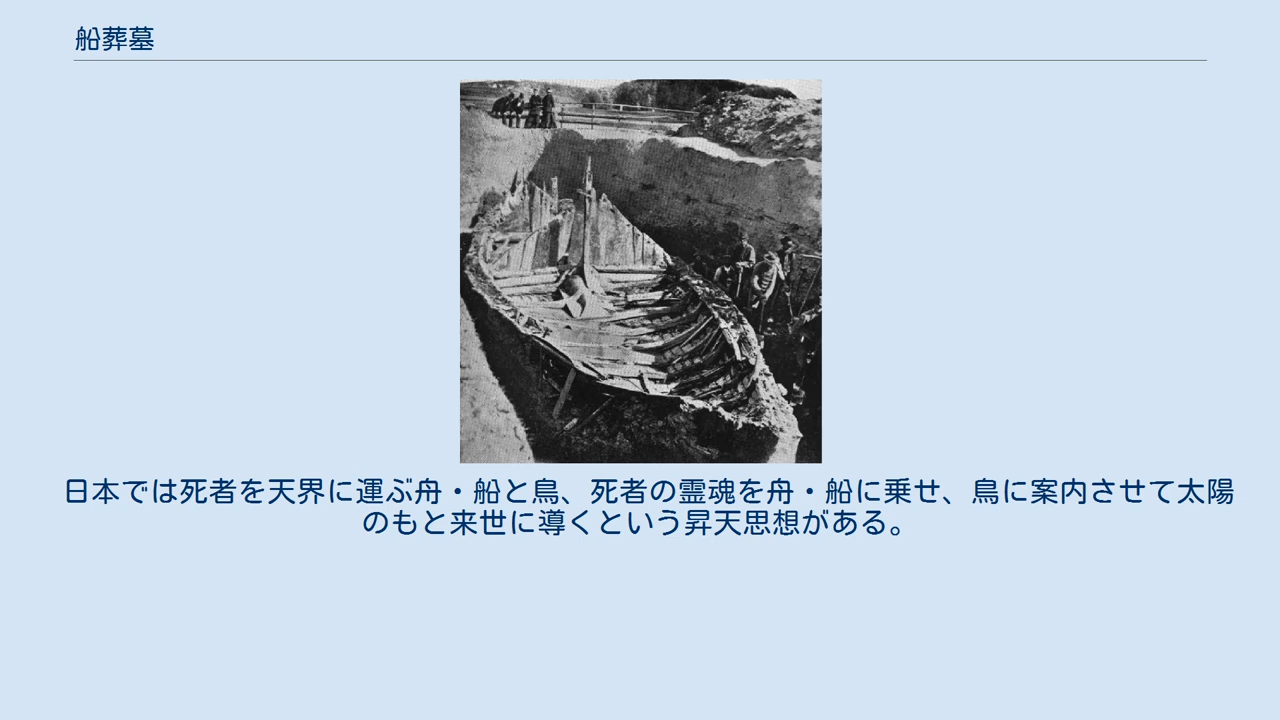 船葬墓
日本では死者を天界に運ぶ舟・船と鳥、死者の霊魂を舟・船に乗せ、鳥に案内させて太陽
のもと来世に導くという昇天思想がある。